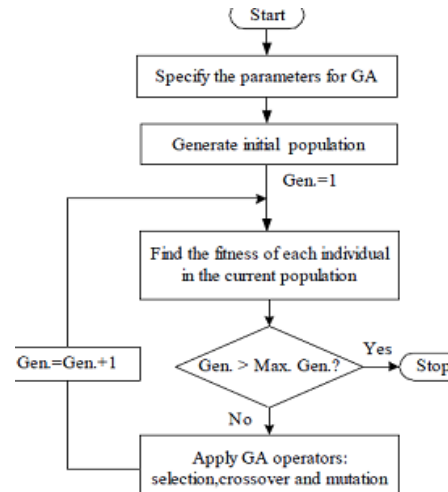 Start
Specify the parameters for GA
Generate initial population
Gen.=1
Find the fitness of each individual
in the current population
Gen.=Gen.+1
Gen. > Max. Gen.?
Yes
Stop
No
Apply GA operators:
selection,crossover and mutation